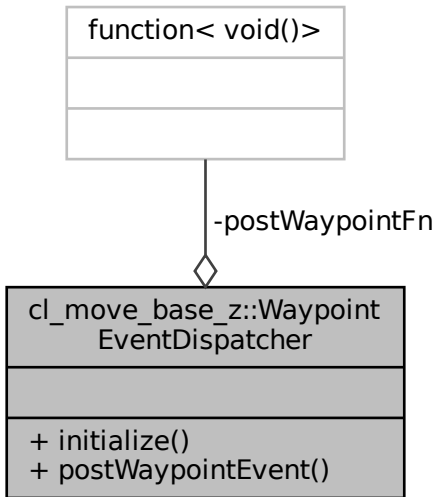 function< void()>
-postWaypointFn
cl_move_base_z::Waypoint
EventDispatcher
+ initialize()
+ postWaypointEvent()